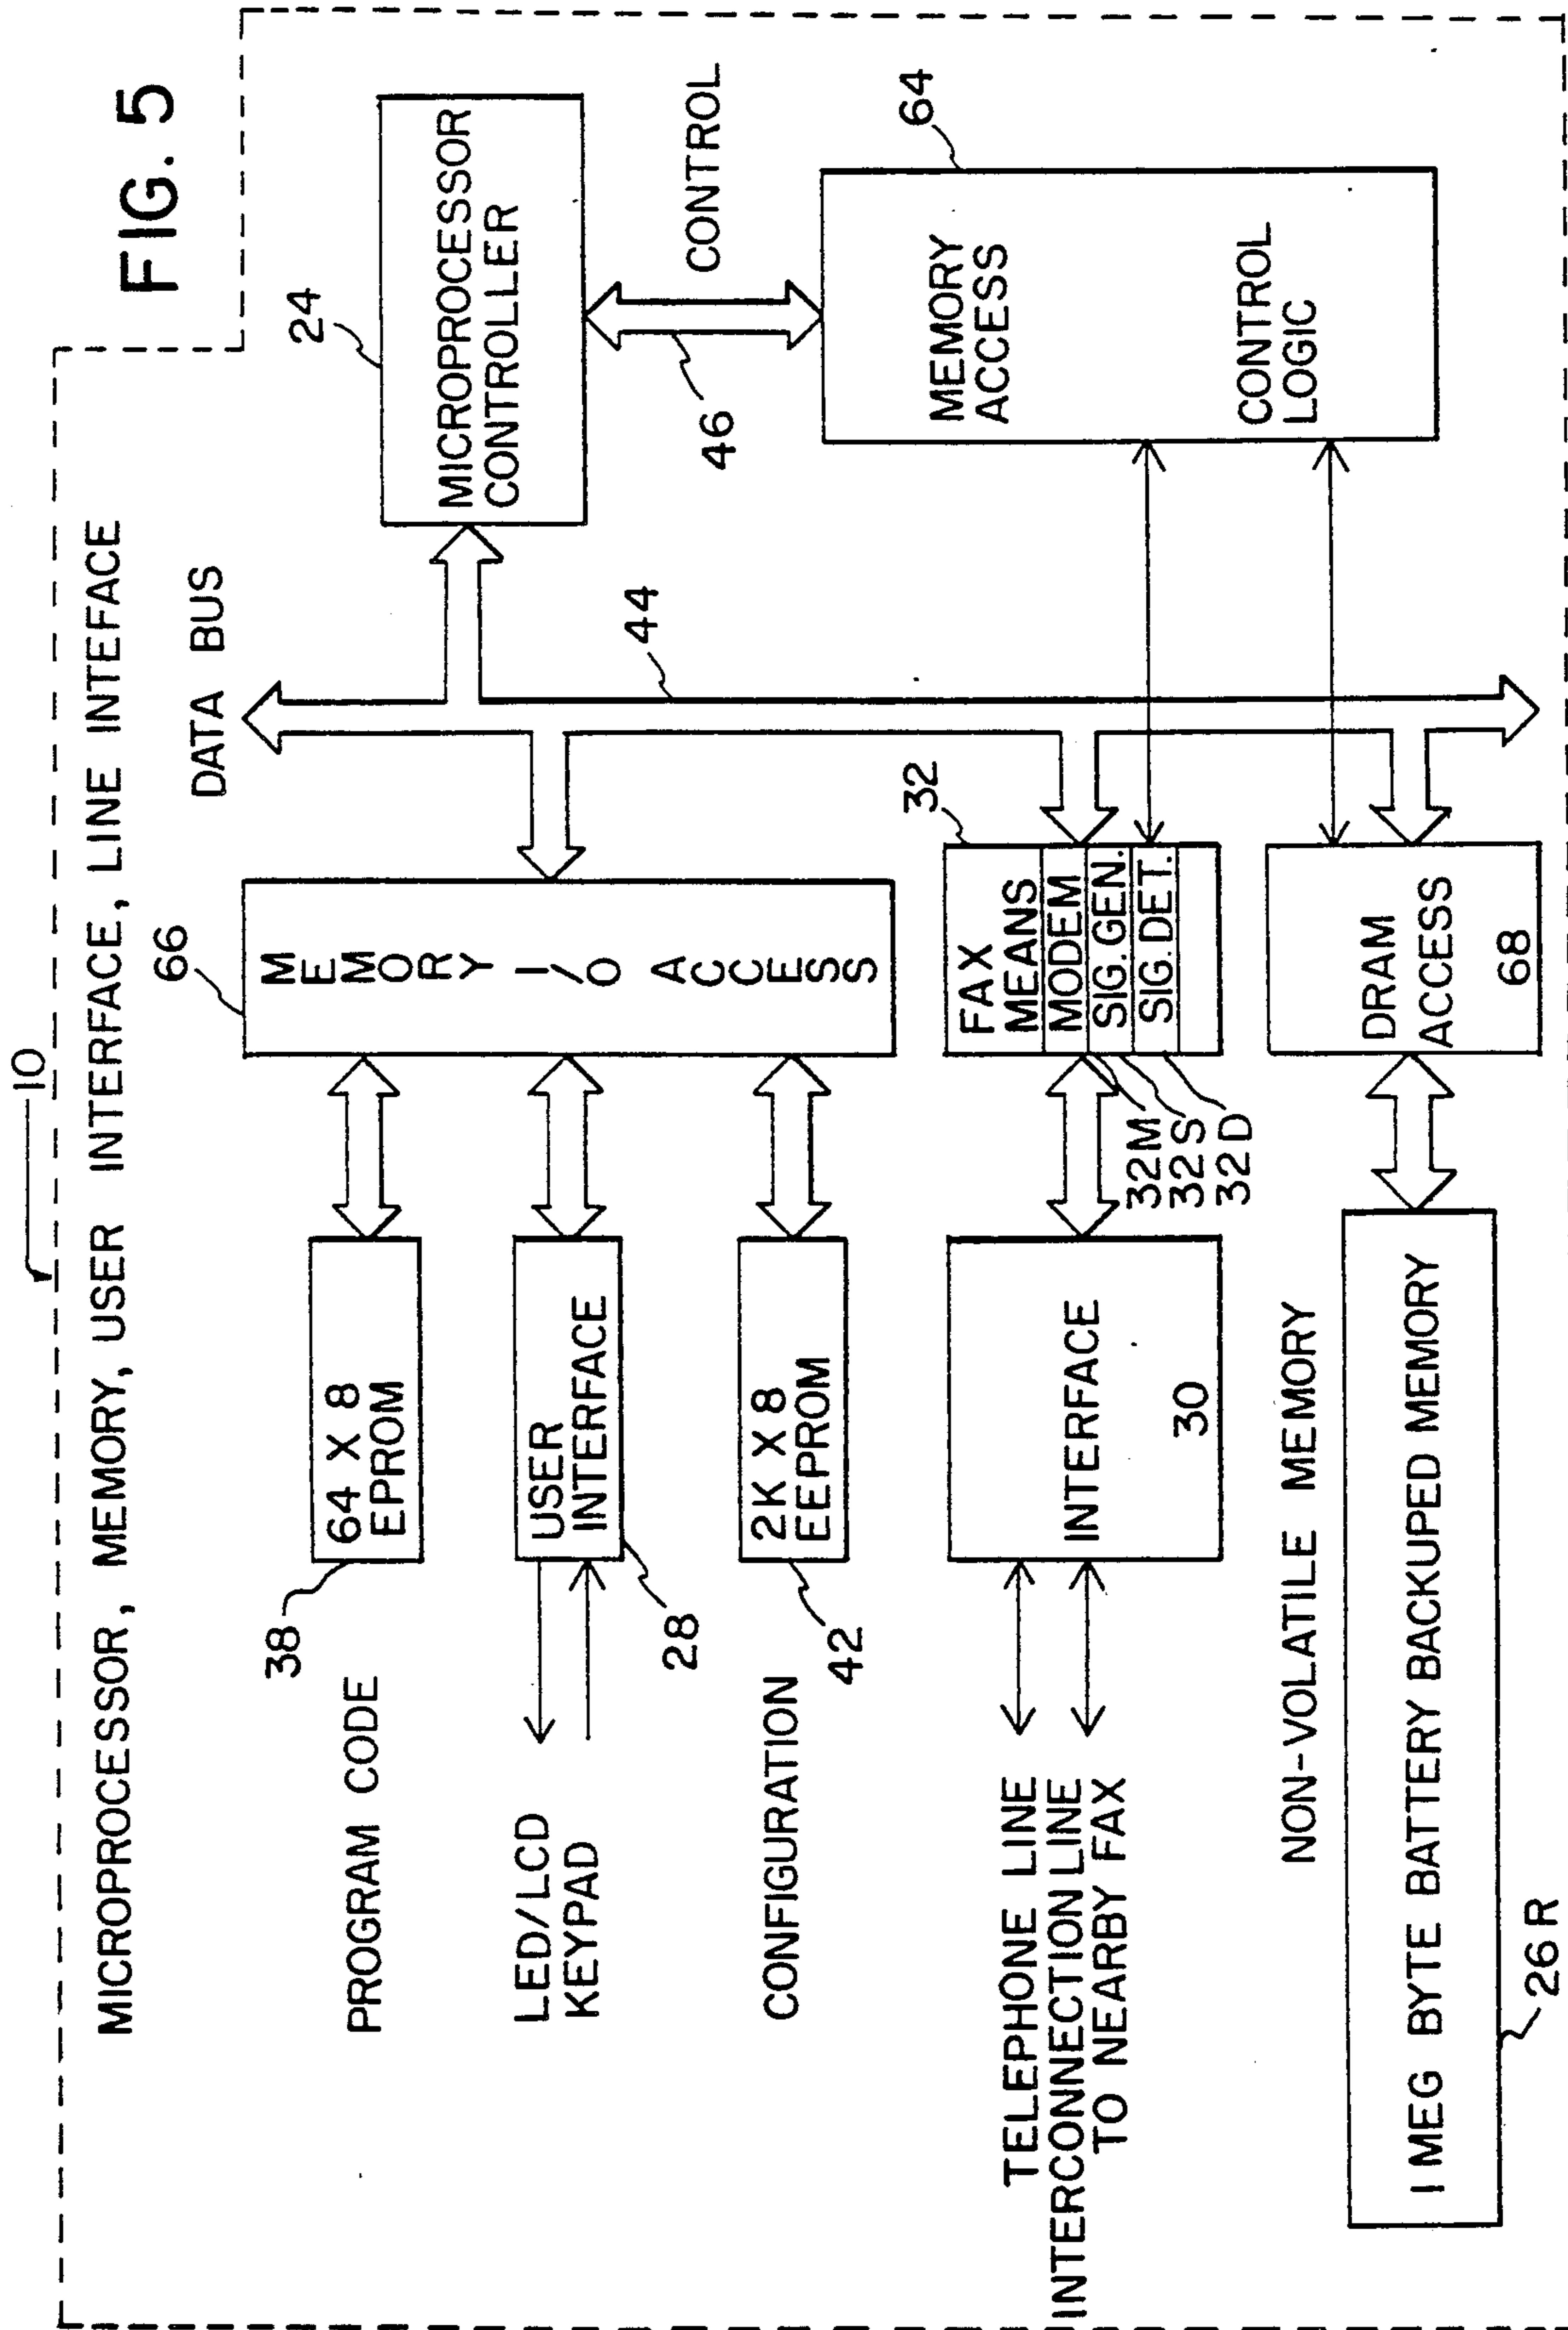 FIG. 5
10
MICROPROCESSOR, MEMORY, USER INTERFACE, LINE INTEFACE
DATA BUS
24
MICROPROCESSOR
CONTROLLER
CONTROL
46
64
MEMORY
ACCESS
CONTROL
LOGIC
44
66
MEMORY I/O ACCESS
38
64 X 8
EPROM
PROGRAM CODE
USER
INTERFACE
28
LED/LCD
KEYPAD
2K X 8
EEPROM
42
CONFIGURATION
32
FAX
MEANS
MODEM
SIG. GEN.
SIG. DET.
32M
32S
32D
INTERFACE
30
TELEPHONE LINE
INTERCONNECTION LINE
TO NEARBY FAX
DRAM
ACCESS
68
NON-VOLATILE MEMORY
1 MEG BYTE BATTERY BACKUPED MEMORY
26R